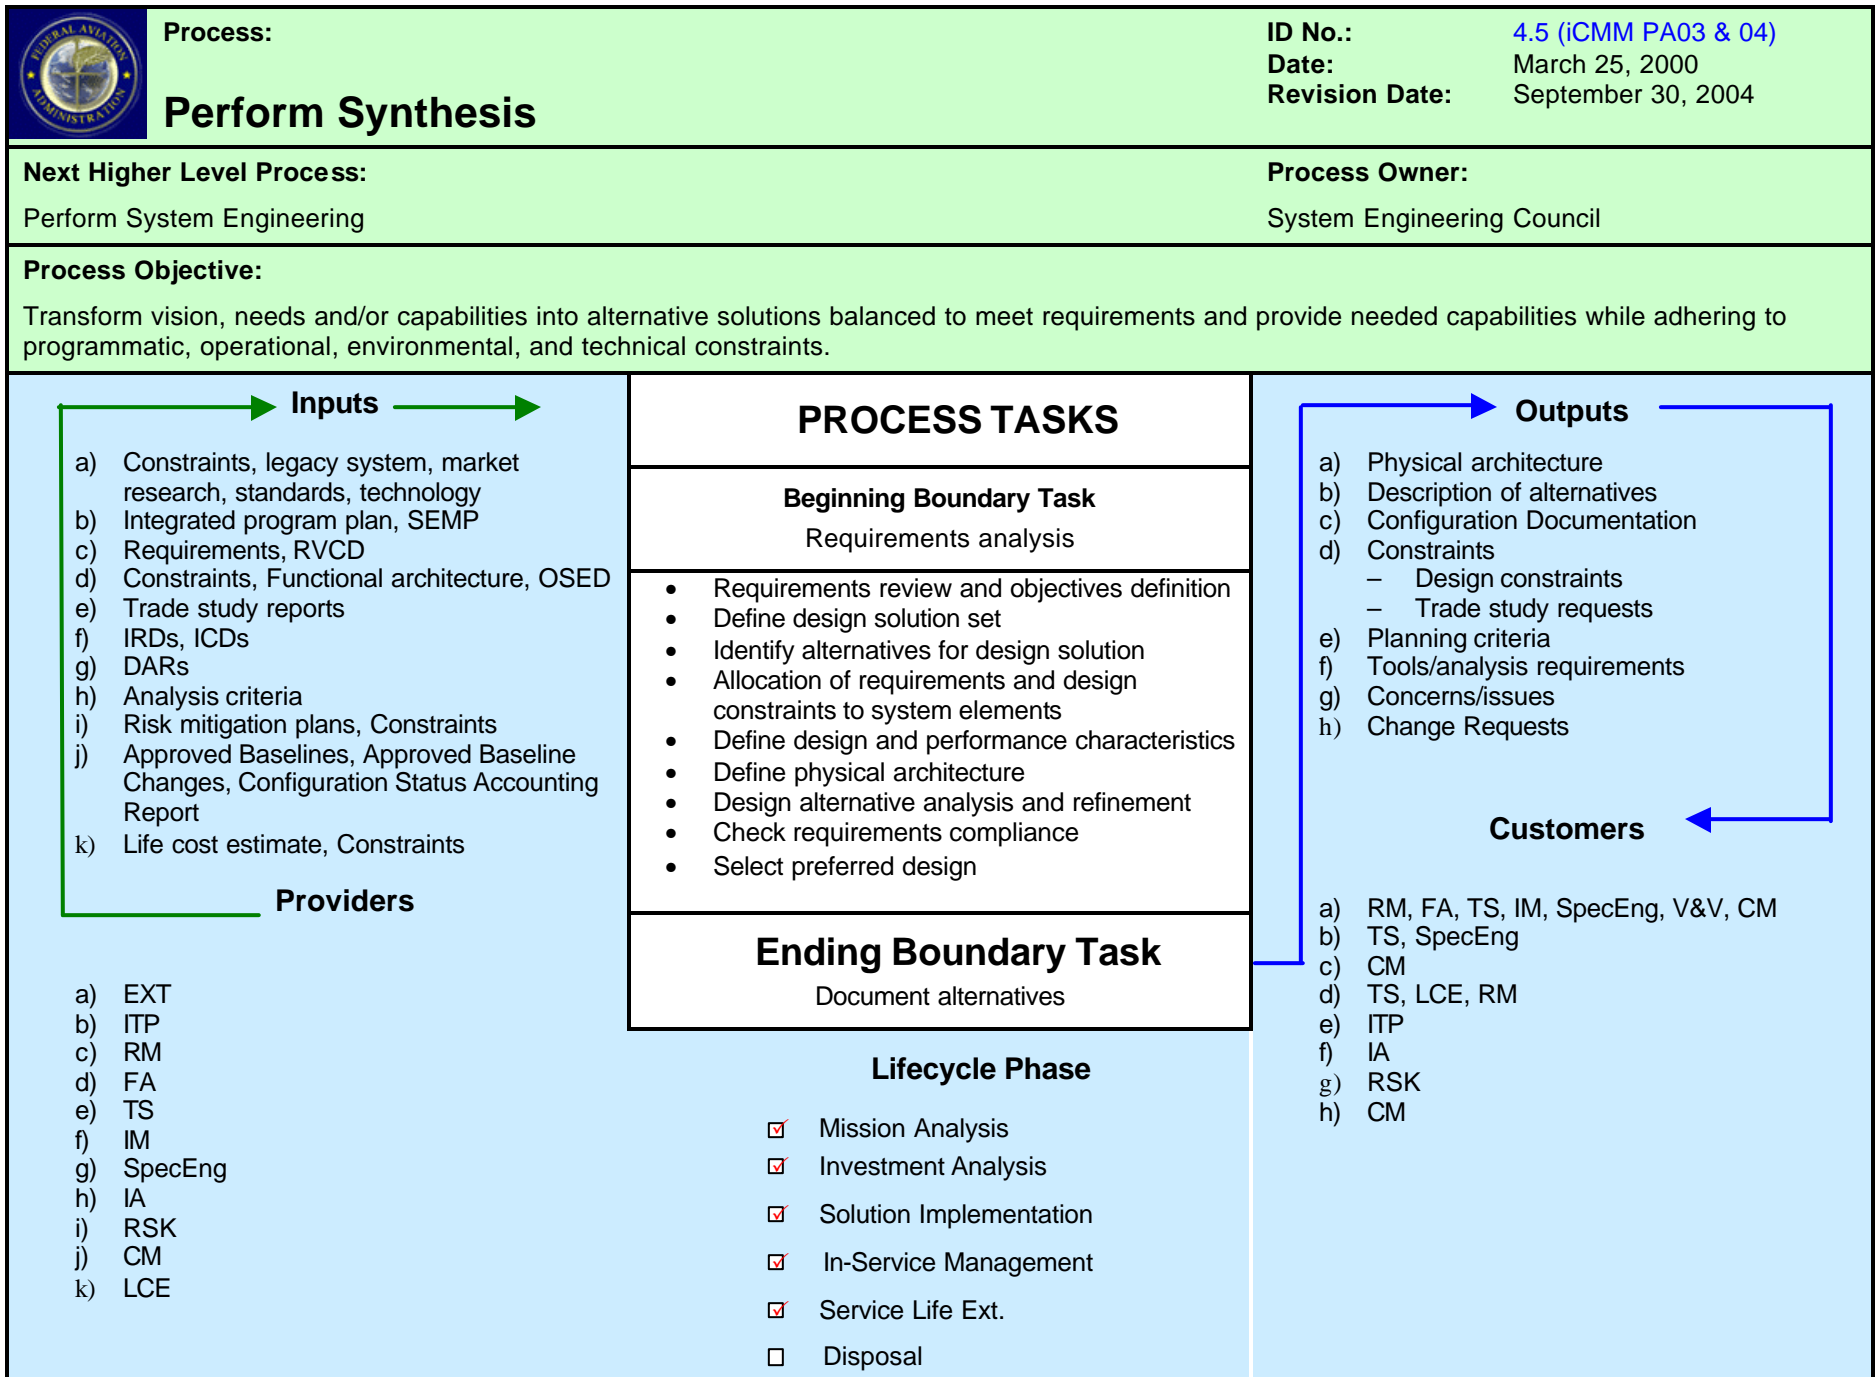 FEDERAL AVIATION
ADMINISTRATION
Process:
Perform Synthesis
ID No.: 4.5 (iCMM PA03 & 04)
Date: March 25, 2000
Revision Date: September 30, 2004
Next Higher Level Process:
Perform System Engineering
Process Owner:
System Engineering Council
Process Objective:
Transform vision, needs and/or capabilities into alternative solutions balanced to meet requirements and provide needed capabilities while adhering to
programmatic, operational, environmental, and technical constraints.
Inputs
a) Constraints, legacy system, market
research, standards, technology
b) Integrated program plan, SEMP
c) Requirements, RVCD
d) Constraints, Functional architecture, OSED
e) Trade study reports
f) IRDs, ICDs
g) DARs
h) Analysis criteria
i) Risk mitigation plans, Constraints
j) Approved Baselines, Approved Baseline
Changes, Configuration Status Accounting
Report
k) Life cost estimate, Constraints
Providers
a) EXT
b) ITP
c) RM
d) FA
e) TS
f) IM
g) SpecEng
h) IA
i) RSK
j) CM
k) LCE
PROCESS TASKS
Beginning Boundary Task
Requirements analysis
• Requirements review and objectives definition
• Define design solution set
• Identify alternatives for design solution
• Allocation of requirements and design
constraints to system elements
• Define design and performance characteristics
• Define physical architecture
• Design alternative analysis and refinement
• Check requirements compliance
• Select preferred design
Ending Boundary Task
Document alternatives
Lifecycle Phase
☑ Mission Analysis
☑ Investment Analysis
☑ Solution Implementation
☑ In-Service Management
☑ Service Life Ext.
☐ Disposal
Outputs
a) Physical architecture
b) Description of alternatives
c) Configuration Documentation
d) Constraints
– Design constraints
– Trade study requests
e) Planning criteria
f) Tools/analysis requirements
g) Concerns/issues
h) Change Requests
Customers
a) RM, FA, TS, IM, SpecEng, V&V, CM
b) TS, SpecEng
c) CM
d) TS, LCE, RM
e) ITP
f) IA
g) RSK
h) CM